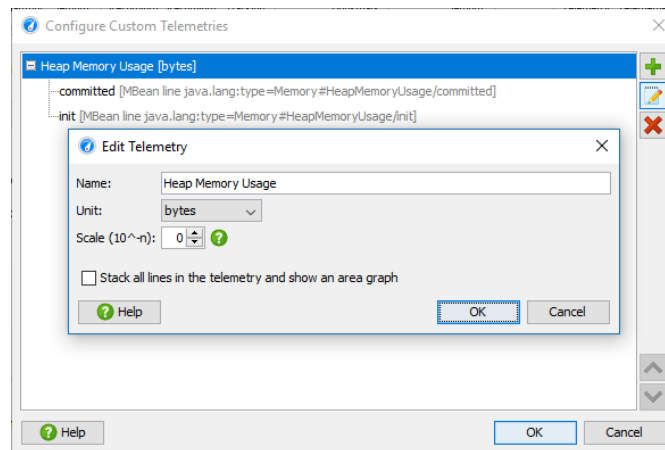 Configure Custom Telemetries
Heap Memory Usage [bytes]
committed [MBean line java.lang:type=Memory#HeapMemoryUsage/committed]
init [MBean line java.lang:type=Memory#HeapMemoryUsage/init]
Edit Telemetry
Name: Heap Memory Usage
Unit: bytes
Scale (10^-n): 0
Stack all lines in the telemetry and show an area graph
Help OK Cancel
Help OK Cancel